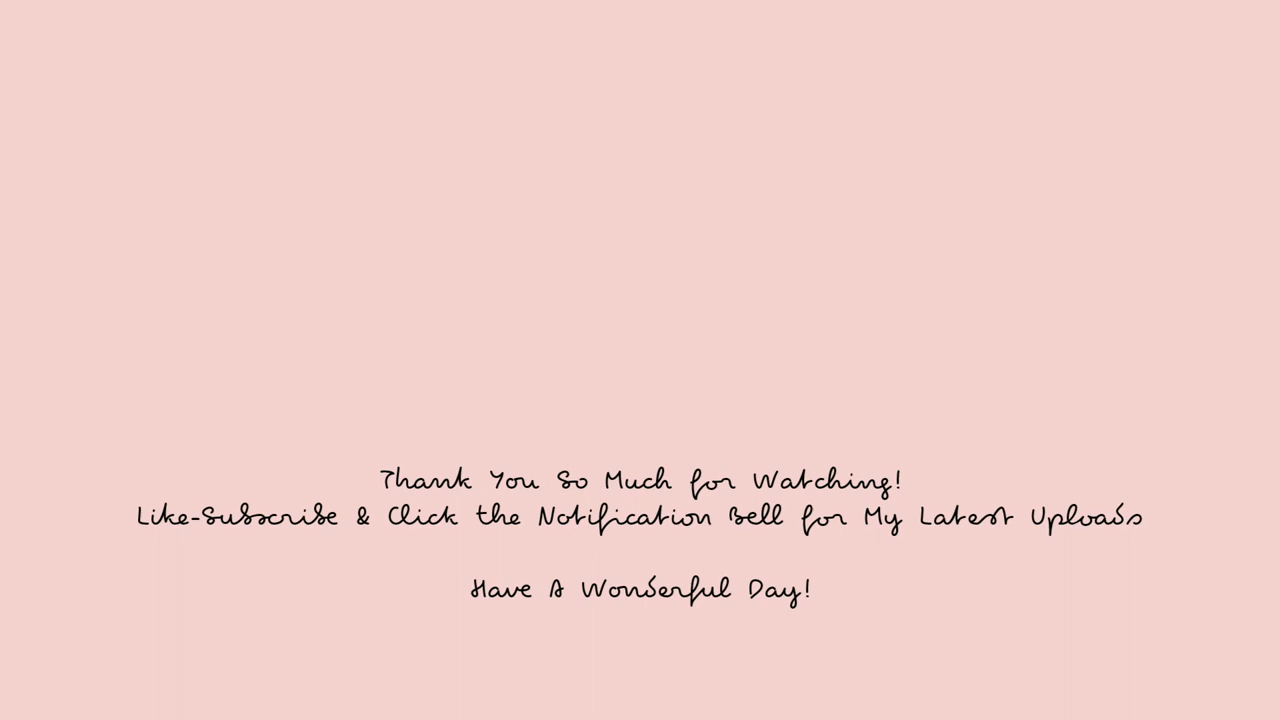 Thank You So Much for Watching!
Like-Subscribe & Click the Notification Bell for My Latest Uploads
Have A Wonderful Day!